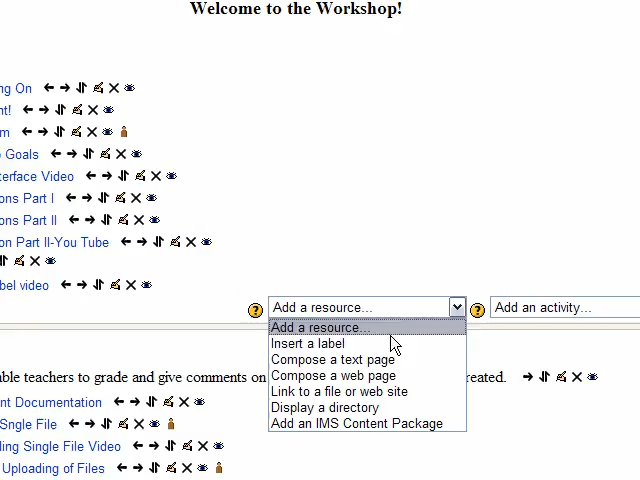 Welcome to the Workshop!
ng On
nt!
m
o Goals
terface Video
ons Part I
ons Part II
on Part II-You Tube
bel video
Add a resource...
Add an activity...
Add a resource...
Insert a label
Compose a text page
Compose a web page
Link to a file or web site
Display a directory
Add an IMS Content Package
able teachers to grade and give comments on
reated.
nt Documentation
Sngle File
ding Single File Video
Uploading of Files